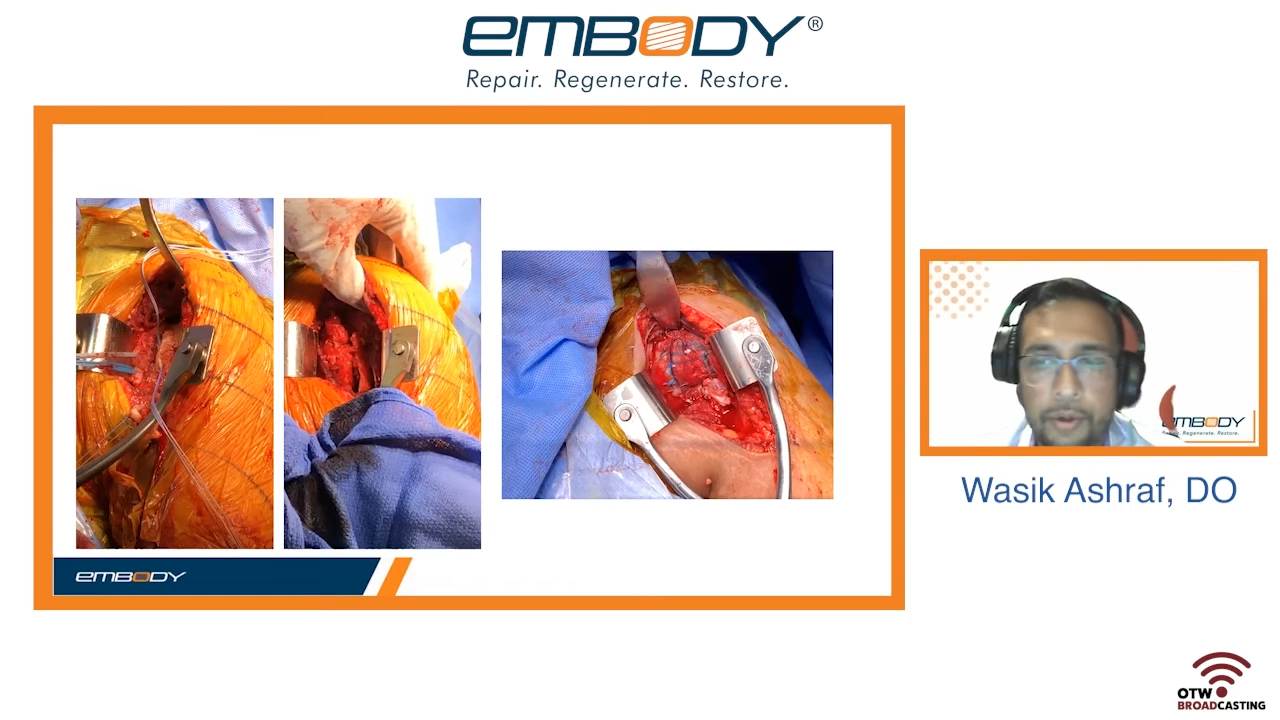 embody®
Repair. Regenerate. Restore.
embody
embody
Repair. Regenerate. Restore.
Wasik Ashraf, DO
OTW
BROADCASTING